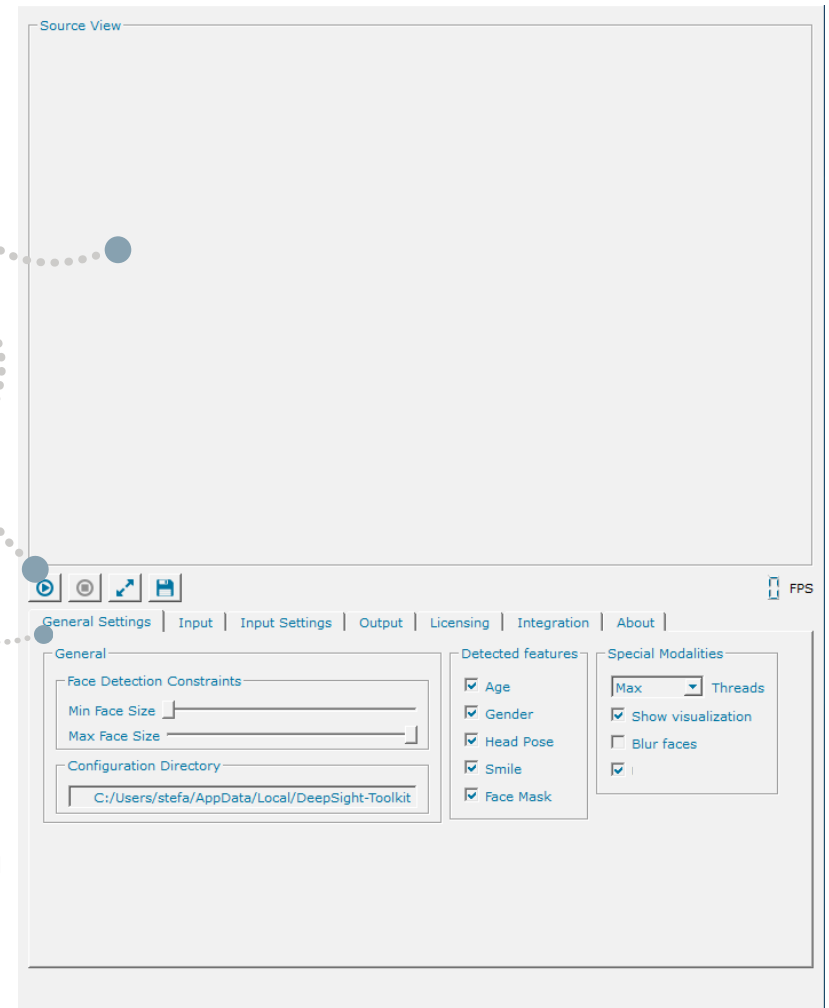 Source View
FPS
General Settings
Input
Input Settings
Output
Licensing
Integration
About
General
Face Detection Constraints
Min Face Size
Max Face Size
Configuration Directory
C:/Users/stefa/AppData/Local/DeepSight-Toolkit
Detected features
Age
Gender
Head Pose
Smile
Face Mask
Special Modalities
Max
Threads
Show visualization
Blur faces